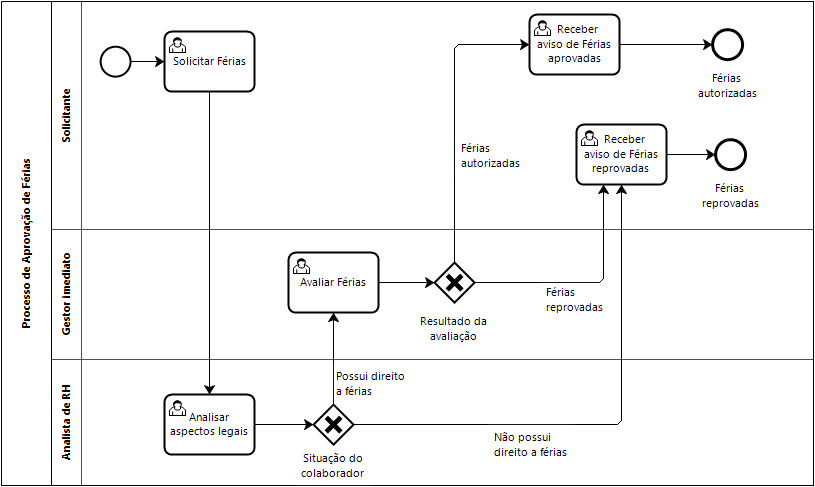 Processo de Aprovação de Férias
Solicitante
Solicitar Férias
Receber
aviso de Férias
aprovadas
Férias
autorizadas
Férias
autorizadas
Receber
aviso de Férias
reprovadas
Férias
reprovadas
Gestor imediato
Avaliar Férias
Resultado da
avaliação
Férias
reprovadas
Analista de RH
Analisar
aspectos legais
Possui direito
a férias
Situação do
colaborador
Não possui
direito a férias